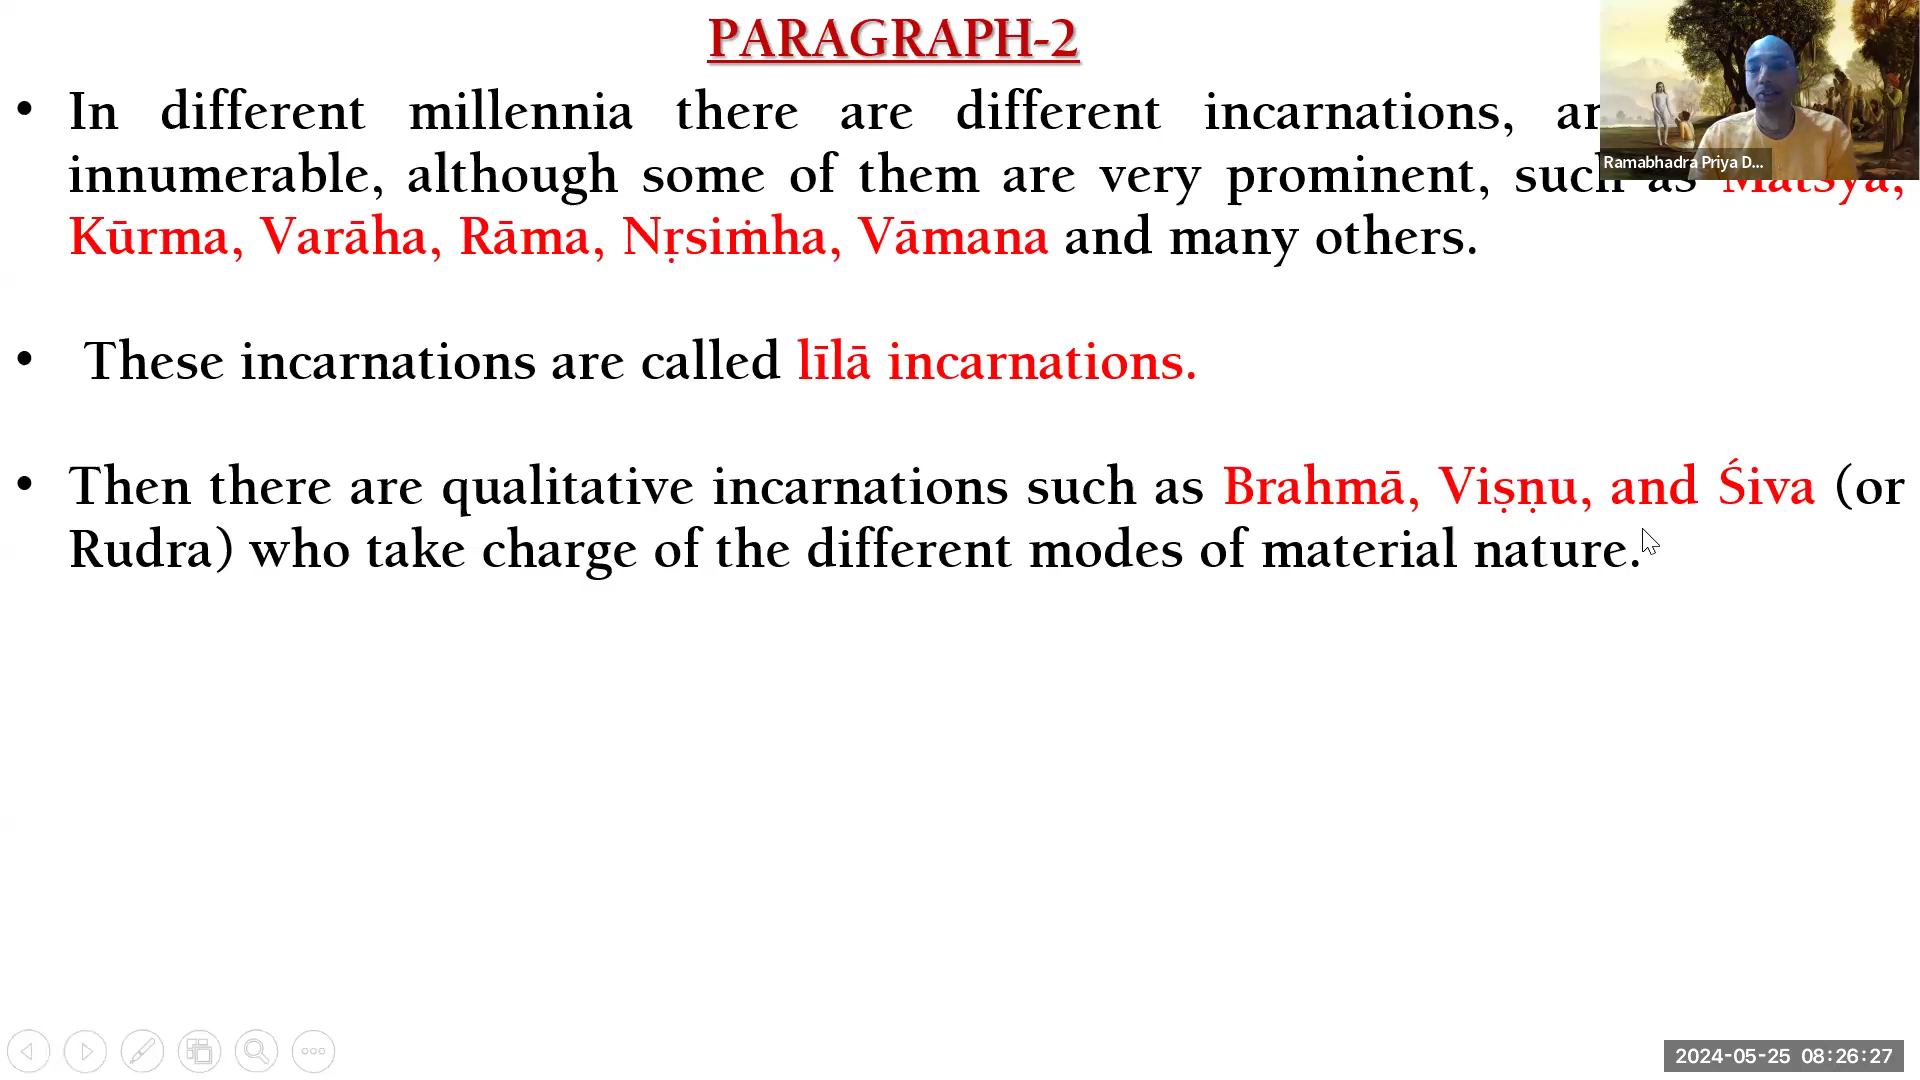 PARAGRAPH-2
• In different millennia there are different incarnations,
innumerable, although some of them are very prominent, such as Matsya,
Kūrma, Varāha, Rāma, Nṛsiṁha, Vāmana and many others.
• These incarnations are called līlā incarnations.
• Then there are qualitative incarnations such as Brahmā, Viṣṇu, and Śiva (or
Rudra) who take charge of the different modes of material nature.
Ramabhadra Priya D...
2024-05-25 08:26:27